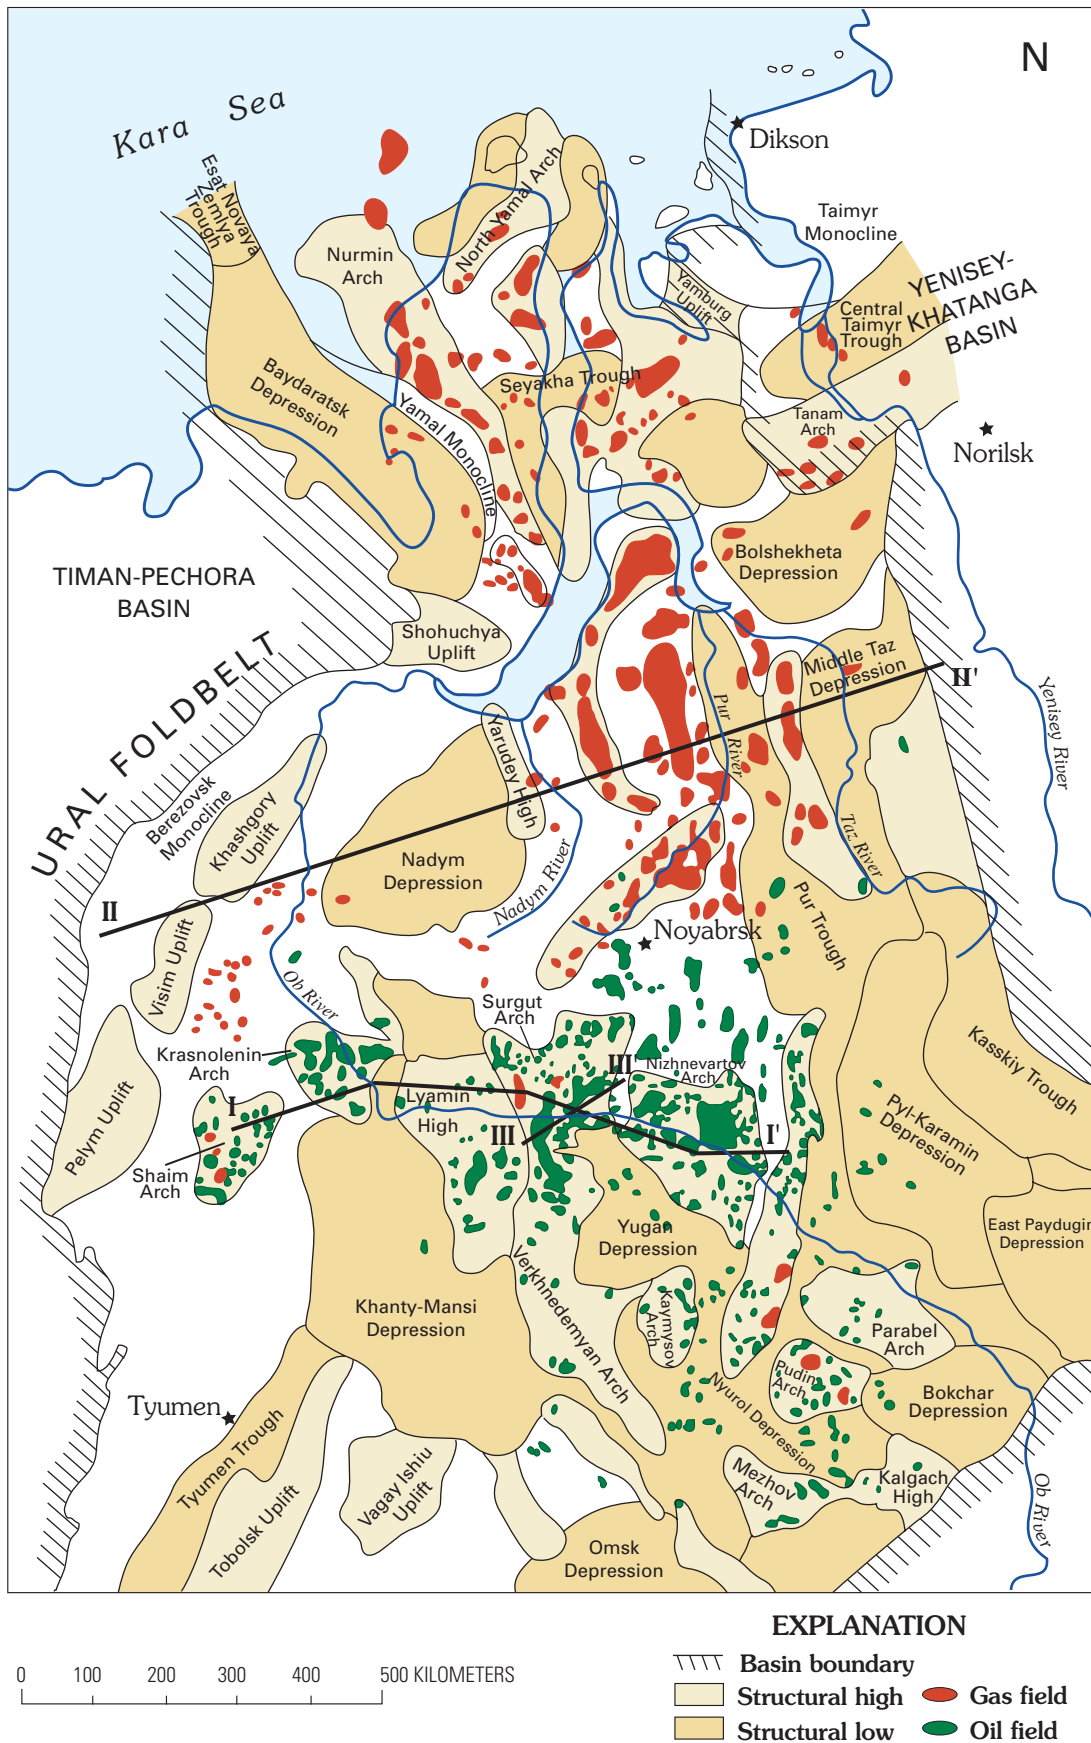 N
Kara Sea
Dikson
Esat Novaya
Zemlya
Trough
North Yamal Arch
Taimyr
Monocline
Nurmin
Arch
YENISEY-
KHATANGA
BASIN
Yamburg
Uplift
Central
Taimyr
Trough
Baydaratsk
Depression
Seyakha Trough
Yamal Monocline
Tanam
Arch
Norilsk
TIMAN-PECHORA
BASIN
Bolshekheta
Depression
Shohuchya
Uplift
URAL FOLDBELT
Middle Taz
Depression
II'
Yenisey River
Pur River
Yarudey High
Berezovsk
Monocline
Khashgory
Uplift
Nadym
Depression
Taz River
Nadym River
II
Pur Trough
Noyabrsk
Visim Uplift
Ob River
Surgut
Arch
Krasnolenin
Arch
Kasskiy Trough
III'
Nizhnevartov
Arch
Lyamin
High
I
Pelym Uplift
Pyl-Karamin
Depression
III
I'
Shaim
Arch
Yugan
Depression
East Paydugin
Depression
Verkhnedemyan Arch
Khanty-Mansi
Depression
Kaymysov
Arch
Parabel
Arch
Pudin
Arch
Nyurol Depression
Bokchar
Depression
Tyumen
Tyumen Trough
Vagay Ishiu
Uplift
Mezhov
Arch
Kalgach
High
Tobolsk Uplift
Ob River
Omsk
Depression
EXPLANATION
Basin boundary
Structural high
Gas field
Structural low
Oil field
0 100 200 300 400 500 KILOMETERS